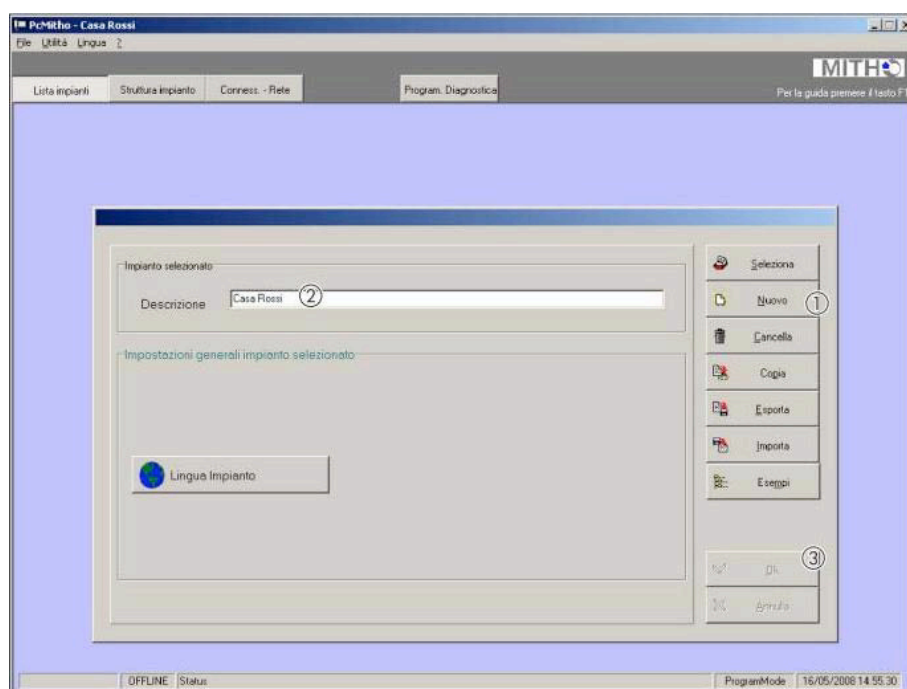 PcMitho - Casa Rossi
File Utilità Lingua ?
MITHO
Lista impianti Struttura impianto Conness. - Rete Program. Diagnostica
Per la guida premere il tasto F1
Impianto selezionato
Descrizione Casa Rossi ②
Impostazioni generali impianto selezionato
Lingua Impianto
Seleziona
Nuovo ①
Cancella
Copia
Esporta
Importa
Esempi
Ok ③
Annulla
OFFLINE Status ProgramMode 16/05/2008 14.55.30